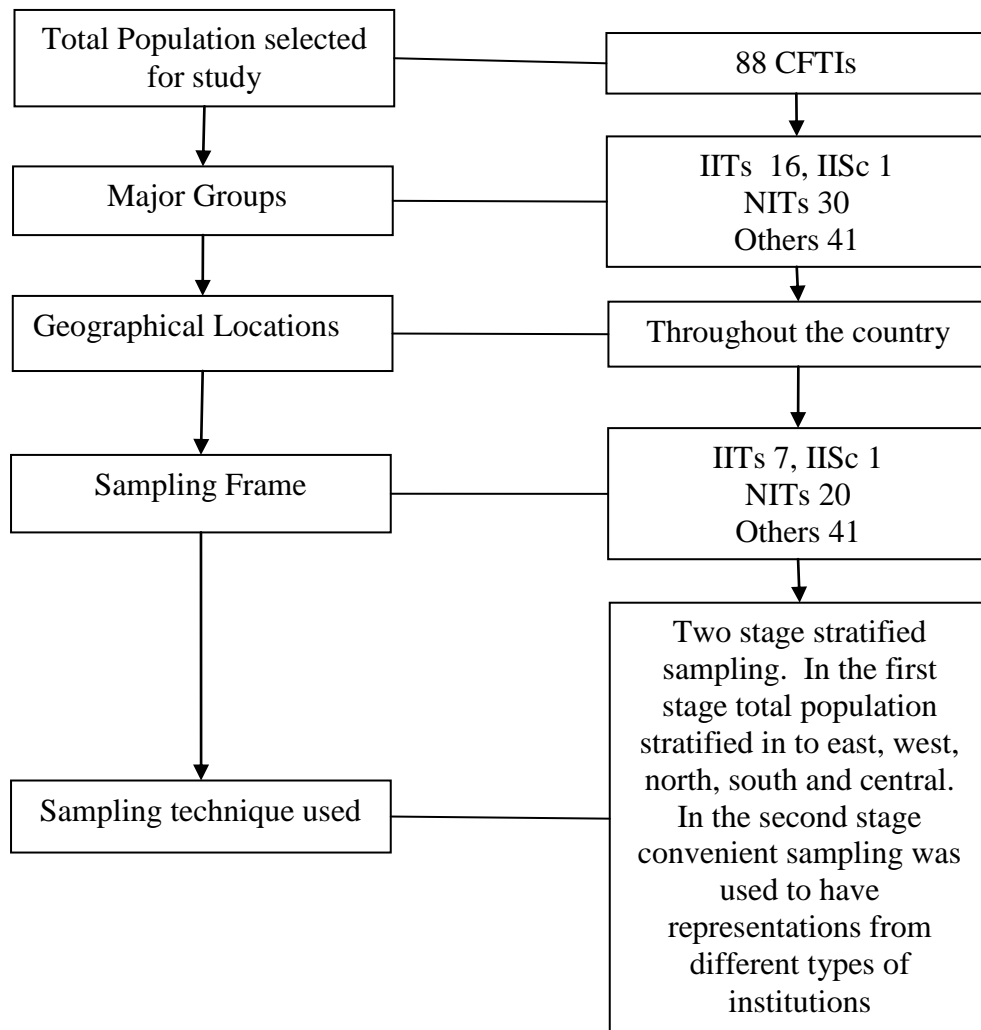 Total Population selected
for study
88 CFTIs
Major Groups
IITs 16, IISc 1
NITs 30
Others 41
Geographical Locations
Throughout the country
Sampling Frame
IITs 7, IISc 1
NITs 20
Others 41
Sampling technique used
Two stage stratified
sampling. In the first
stage total population
stratified in to east, west,
north, south and central.
In the second stage
convenient sampling was
used to have
representations from
different types of
institutions